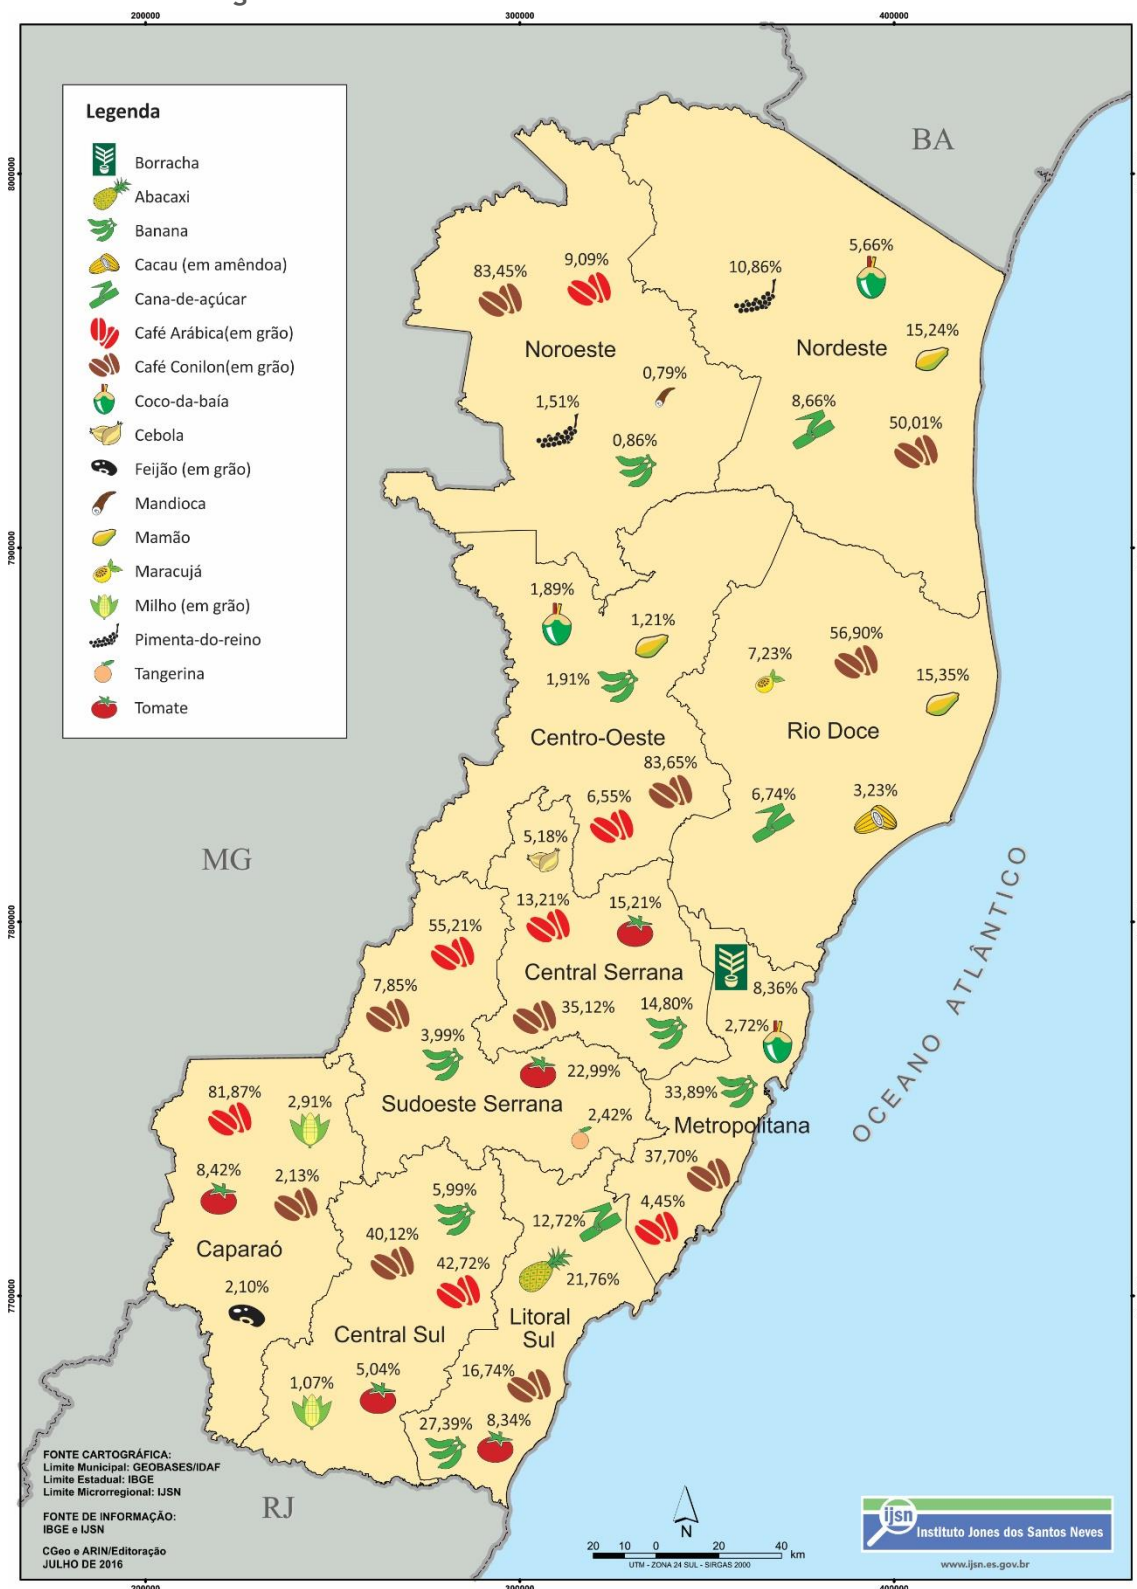 200000
300000
400000
8000000
7900000
7800000
7700000
Legenda
Borracha
Abacaxi
Banana
Cacau (em amêndoa)
Cana-de-açúcar
Café Arábica(em grão)
Café Conilon(em grão)
Coco-da-baía
Cebola
Feijão (em grão)
Mandioca
Mamão
Maracujá
Milho (em grão)
Pimenta-do-reino
Tangerina
Tomate
BA
MG
RJ
OCEANO ATLÂNTICO
83,45%
9,09%
Noroeste
0,79%
1,51%
0,86%
10,86%
5,66%
15,24%
Nordeste
8,66%
50,01%
1,89%
1,21%
1,91%
Centro-Oeste
83,65%
6,55%
56,90%
7,23%
15,35%
Rio Doce
6,74%
3,23%
5,18%
13,21%
15,21%
Central Serrana
35,12%
14,80%
55,21%
7,85%
3,99%
22,99%
Sudoeste Serrana
2,42%
8,36%
2,72%
33,89%
Metropolitana
37,70%
4,45%
81,87%
2,91%
8,42%
2,13%
Caparaó
2,10%
5,99%
40,12%
42,72%
Central Sul
1,07%
5,04%
12,72%
21,76%
Litoral
Sul
16,74%
27,39%
8,34%
FONTE CARTOGRÁFICA:
Limite Municipal: GEOBASES/IDAF
Limite Estadual: IBGE
Limite Microrregional: IJSN
FONTE DE INFORMAÇÃO:
IBGE e IJSN
CGeo e ARIN/Editoração
JULHO DE 2016
N
20 10 0 20 40 km
UTM - ZONA 24 SUL - SIRGAS 2000
ijsn
Instituto Jones dos Santos Neves
www.ijsn.es.gov.br